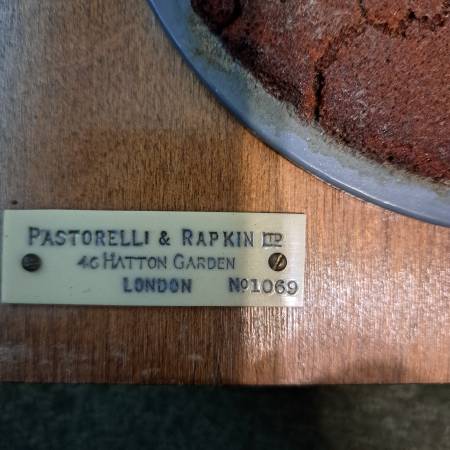 PASTORELLI & RAPKIN LTD
46 HATTON GARDEN
LONDON No1069